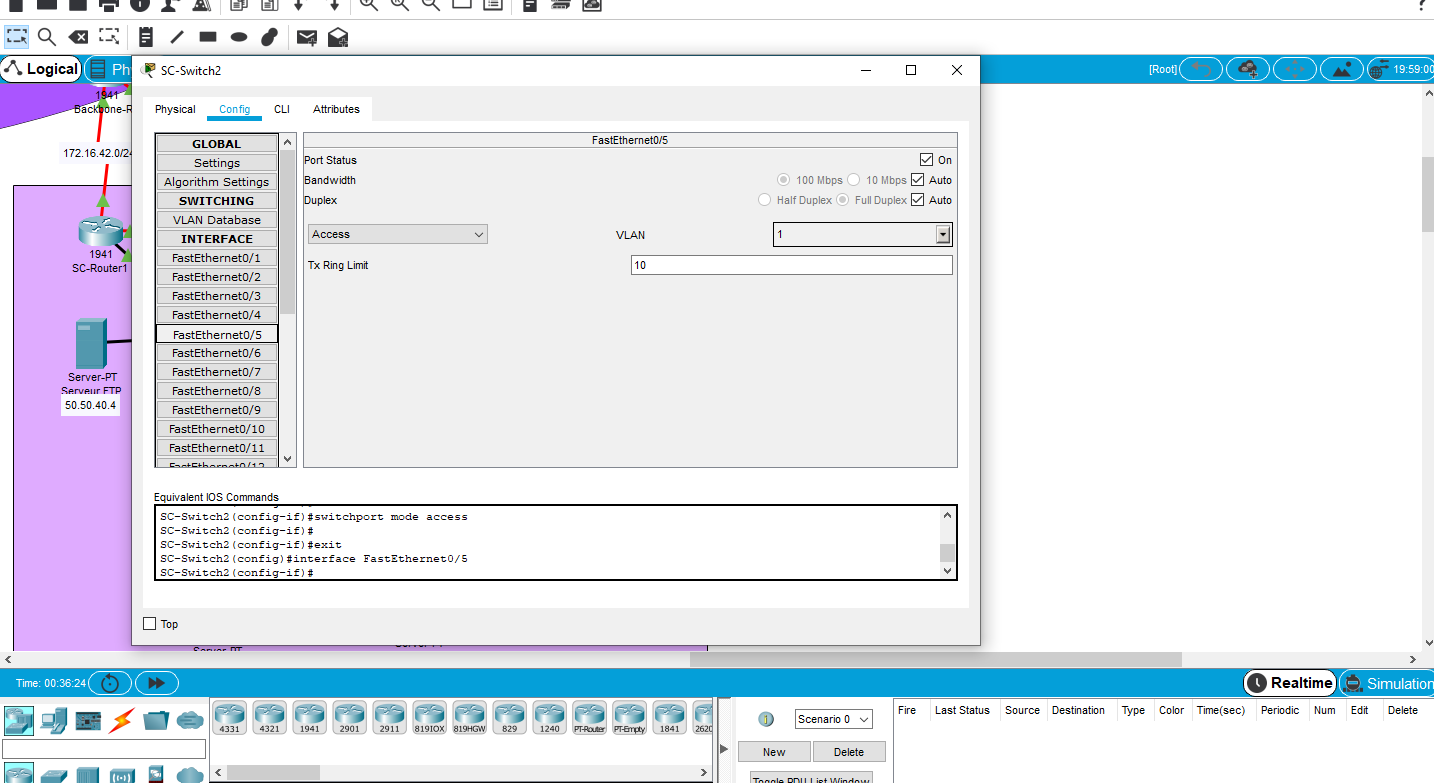 SC-Switch2
Logical
Ph
[Root]
19:59:00
1941
Backbone-R
172.16.42.0/24
1941
SC-Router1
Server-PT
Serveur FTP
50.50.40.4
Physical
Config
CLI
Attributes
GLOBAL
Settings
Algorithm Settings
SWITCHING
VLAN Database
INTERFACE
FastEthernet0/1
FastEthernet0/2
FastEthernet0/3
FastEthernet0/4
FastEthernet0/5
FastEthernet0/6
FastEthernet0/7
FastEthernet0/8
FastEthernet0/9
FastEthernet0/10
FastEthernet0/11
FastEthernet0/12
FastEthernet0/5
Port Status
On
Bandwidth
100 Mbps
10 Mbps
Auto
Duplex
Half Duplex
Full Duplex
Auto
Access
VLAN
1
Tx Ring Limit
10
Equivalent IOS Commands
SC-Switch2(config-if)#switchport mode access
SC-Switch2(config-if)#
SC-Switch2(config-if)#exit
SC-Switch2(config)#interface FastEthernet0/5
SC-Switch2(config-if)#
Top
Server-PT
Time: 00:36:24
Realtime
Simulation
4331
4321
1941
2901
2911
819IOX
819HGW
829
1240
PT-Router
PT-Empty
1841
2620
Scenario 0
New
Delete
Toggle PDU List Window
Fire
Last Status
Source
Destination
Type
Color
Time(sec)
Periodic
Num
Edit
Delete